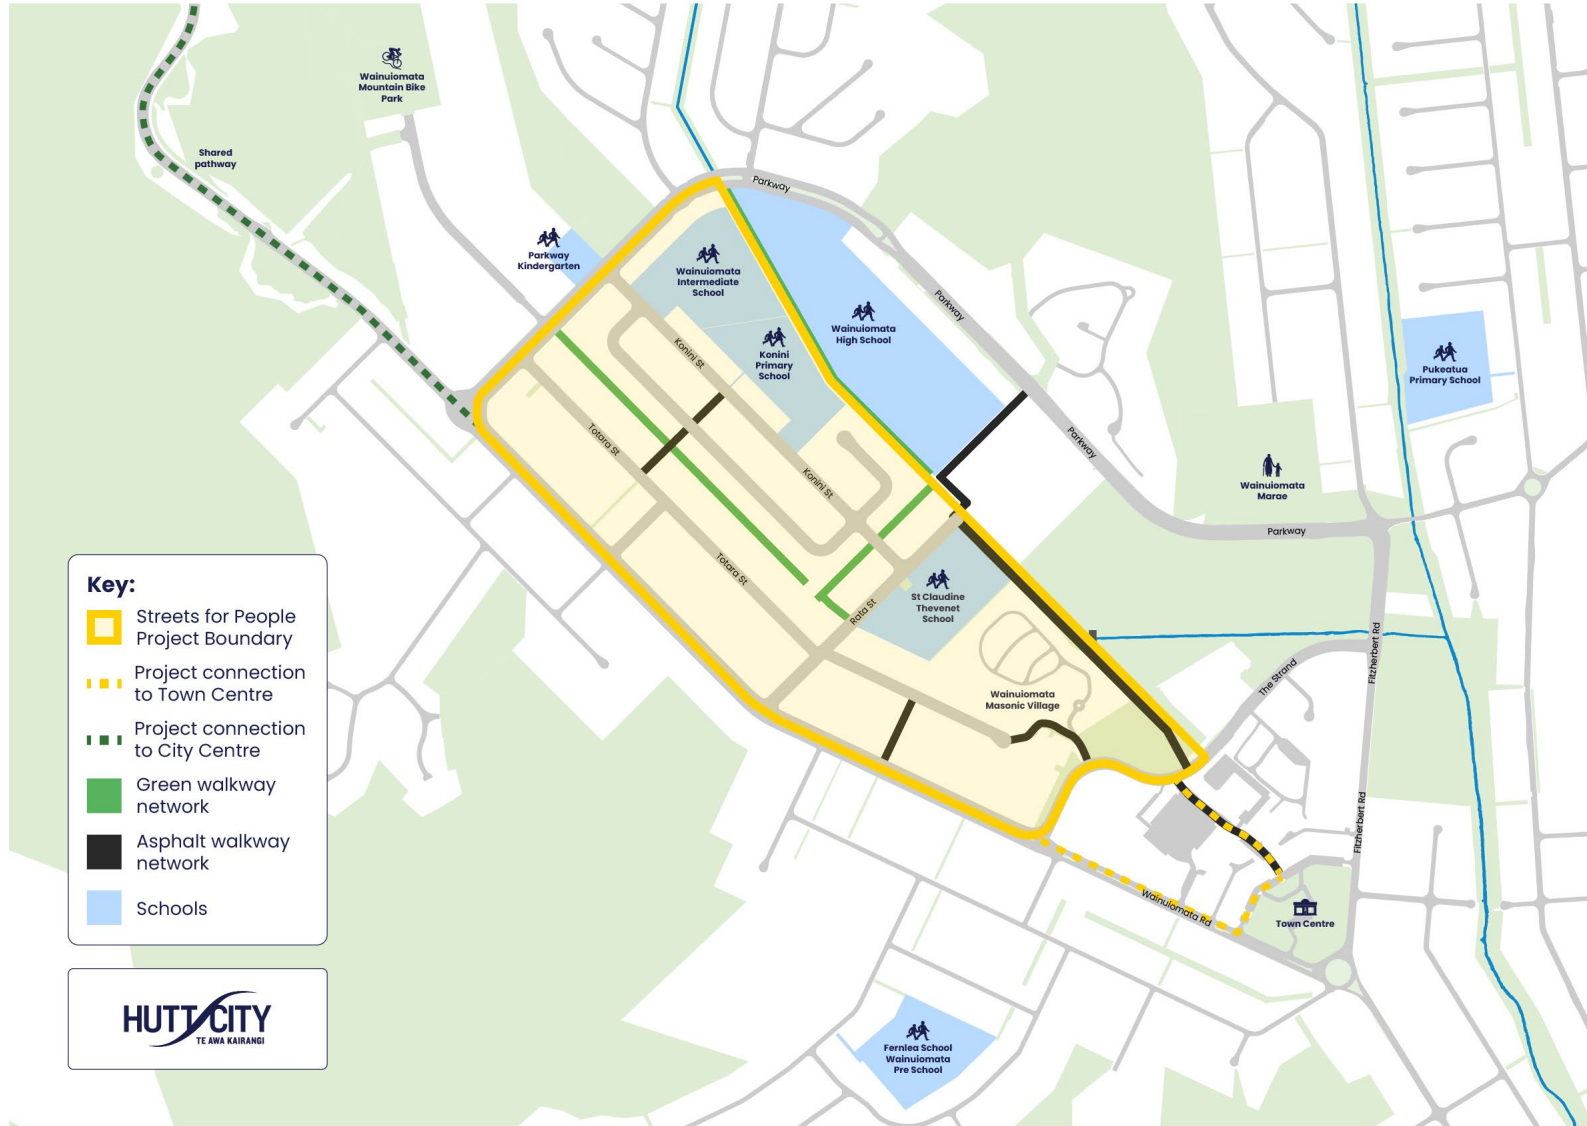 Wainuiomata
Mountain Bike
Park
Shared
pathway
Parkway
Parkway
Kindergarten
Wainuiomata
Intermediate
School
Parkway
Wainuiomata
High School
Konini St
Konini
Primary
School
Pukeatua
Primary School
Totara St
Parkway
Konini St
Wainuiomata
Marae
Parkway
Totara St
St Claudine
Thevenet
School
Rata St
Fitzherbert Rd
The Strand
Wainuiomata
Masonic Village
Fitzherbert Rd
Wainuiomata Rd
Town Centre
Fernlea School
Wainuiomata
Pre School
Key:
Streets for People
Project Boundary
Project connection
to Town Centre
Project connection
to City Centre
Green walkway
network
Asphalt walkway
network
Schools
HUTT CITY
TE AWA KAIRANGI